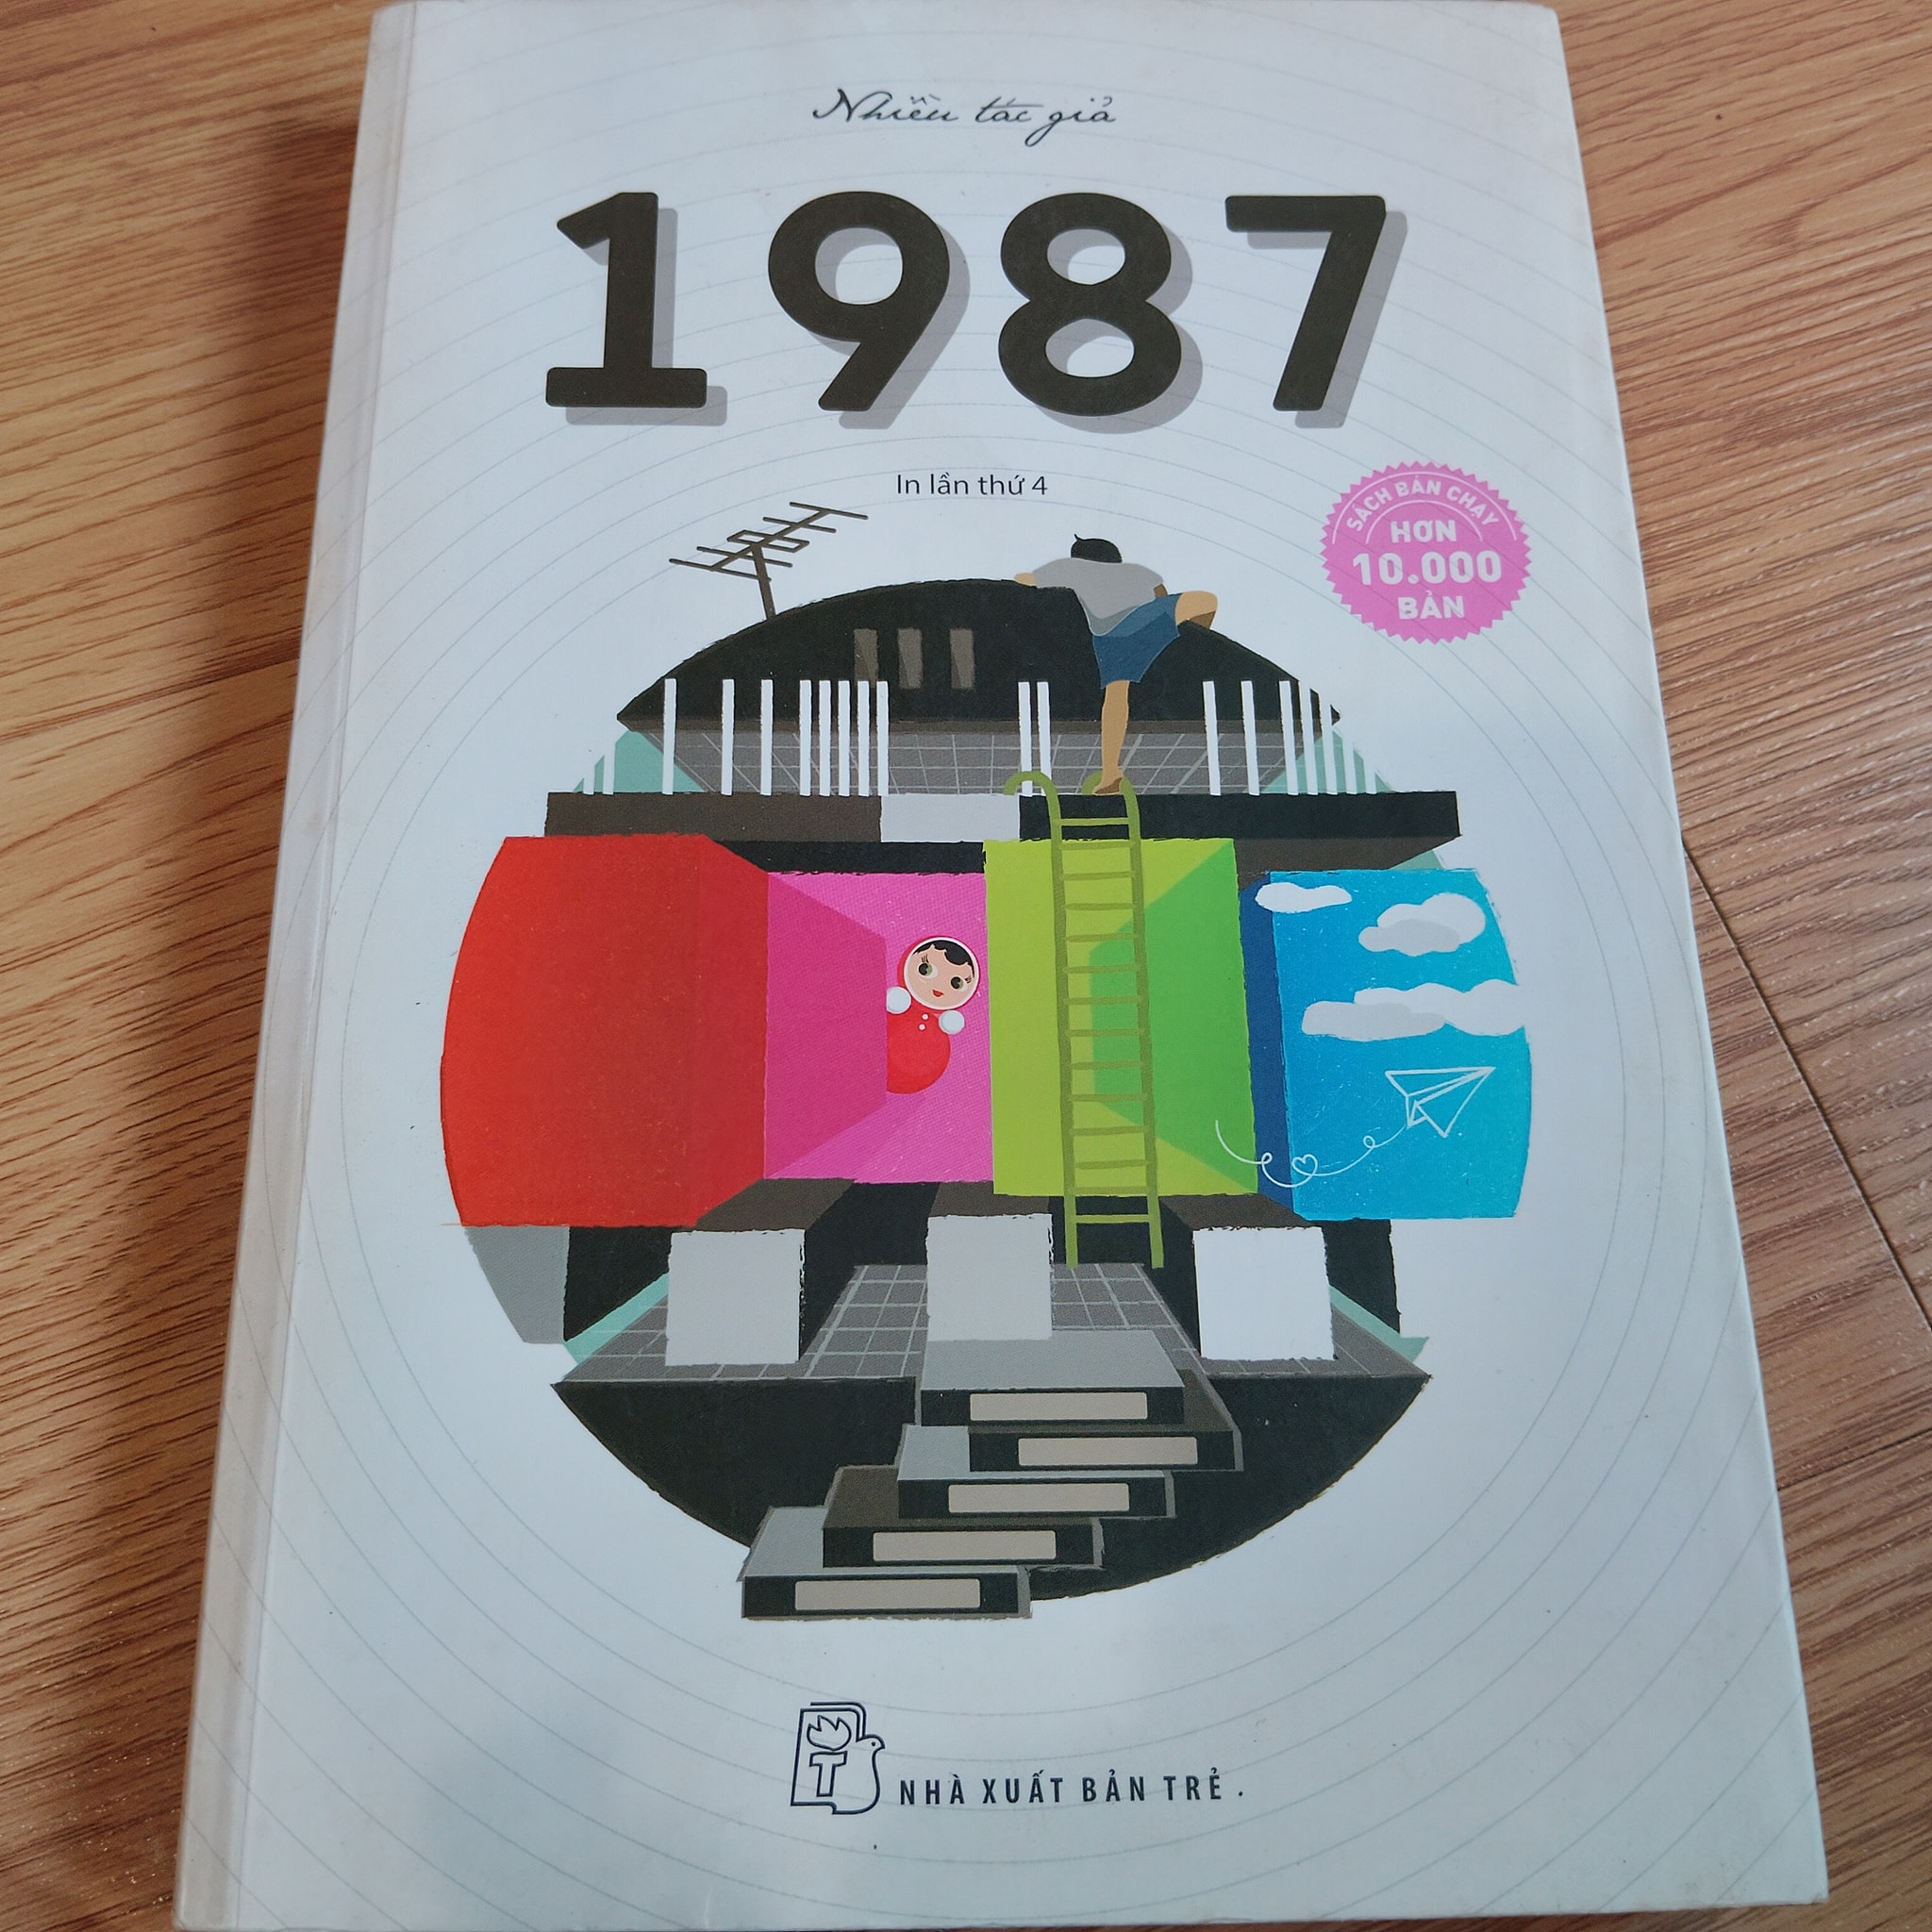 Nhiều tác giả
1987
In lần thứ 4
SÁCH BÁN CHẠY
HƠN
10.000
BẢN
T
NHÀ XUẤT BẢN TRẺ .